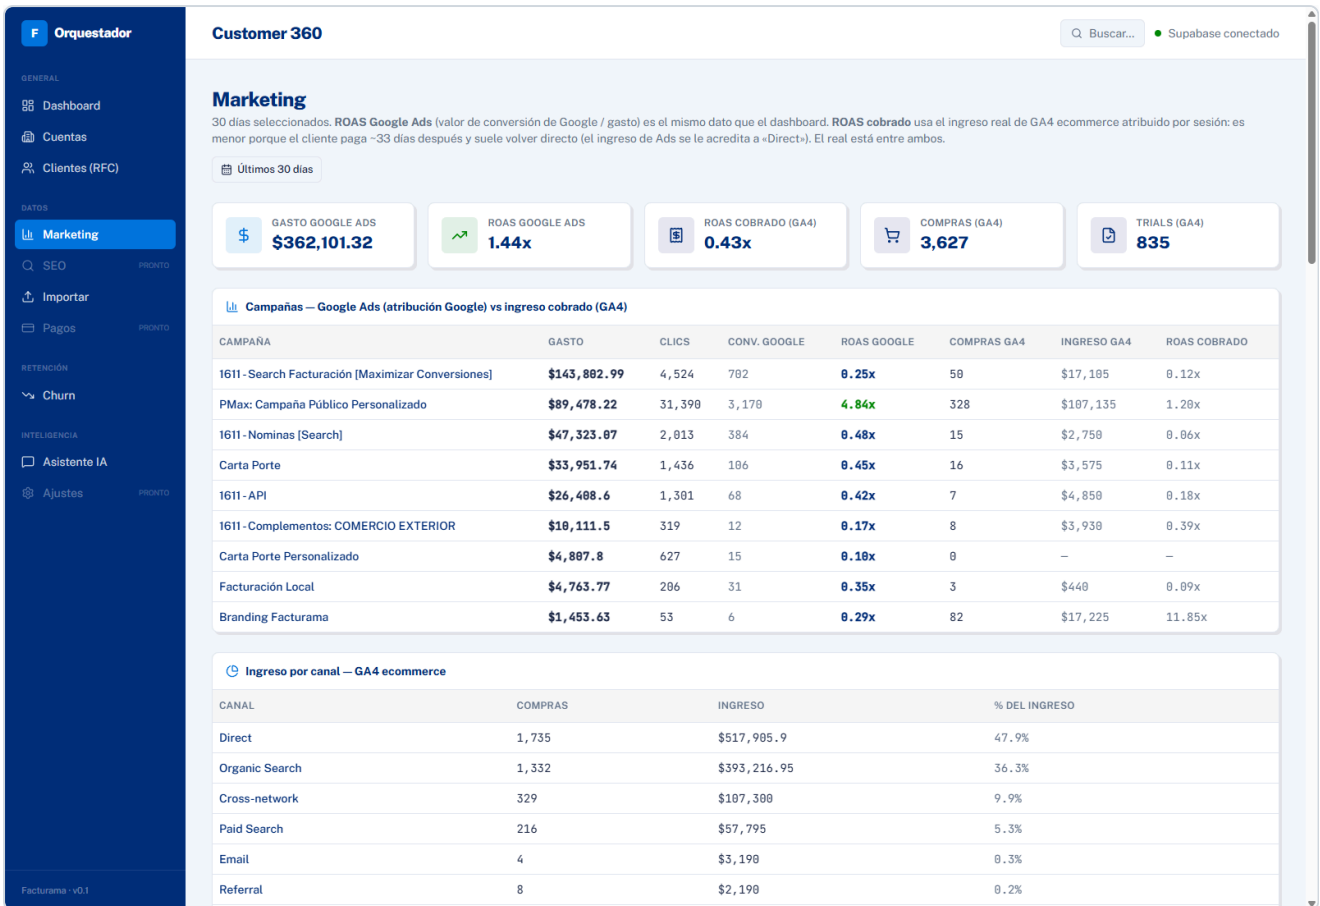 F Orquestador
GENERAL
Dashboard
Cuentas
Clientes (RFC)
DATOS
Marketing
SEO PRONTO
Importar
Pagos PRONTO
RETENCIÓN
Churn
INTELIGENCIA
Asistente IA
Ajustes PRONTO
Facturama · v0.1
Customer 360
Buscar... Supabase conectado
Marketing
30 días seleccionados. ROAS Google Ads (valor de conversión de Google / gasto) es el mismo dato que el dashboard. ROAS cobrado usa el ingreso real de GA4 ecommerce atribuido por sesión: es
menor porque el cliente paga ~33 días después y suele volver directo (el ingreso de Ads se le acredita a «Direct»). El real está entre ambos.
Últimos 30 días
GASTO GOOGLE ADS
$362,101.32
ROAS GOOGLE ADS
1.44x
ROAS COBRADO (GA4)
0.43x
COMPRAS (GA4)
3,627
TRIALS (GA4)
835
Campañas — Google Ads (atribución Google) vs ingreso cobrado (GA4)
CAMPAÑA GASTO CLICS CONV. GOOGLE ROAS GOOGLE COMPRAS GA4 INGRESO GA4 ROAS COBRADO
1611 - Search Facturación [Maximizar Conversiones] $143,802.99 4,524 702 0.25x 50 $17,105 0.12x
PMax: Campaña Público Personalizado $89,478.22 31,390 3,170 4.84x 328 $107,135 1.20x
1611 - Nominas [Search] $47,323.07 2,013 384 0.48x 15 $2,750 0.06x
Carta Porte $33,951.74 1,436 106 0.45x 16 $3,575 0.11x
1611 - API $26,408.6 1,301 68 0.42x 7 $4,850 0.18x
1611 - Complementos: COMERCIO EXTERIOR $10,111.5 319 12 0.17x 8 $3,930 0.39x
Carta Porte Personalizado $4,807.8 627 15 0.10x 0 — —
Facturación Local $4,763.77 206 31 0.35x 3 $440 0.09x
Branding Facturama $1,453.63 53 6 0.29x 82 $17,225 11.85x
Ingreso por canal — GA4 ecommerce
CANAL COMPRAS INGRESO % DEL INGRESO
Direct 1,735 $517,905.9 47.9%
Organic Search 1,332 $393,216.95 36.3%
Cross-network 329 $107,300 9.9%
Paid Search 216 $57,795 5.3%
Email 4 $3,190 0.3%
Referral 8 $2,190 0.2%